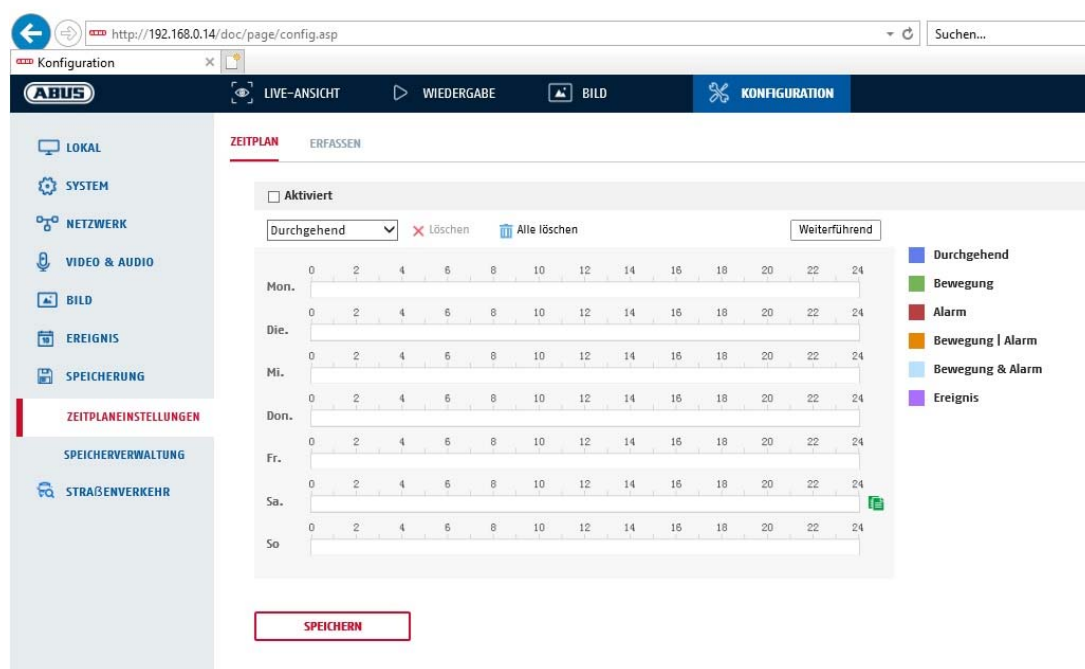 http://192.168.0.14/doc/page/config.asp Suchen...
Konfiguration
ABUS LIVE-ANSICHT WIEDERGABE BILD KONFIGURATION
LOKAL
SYSTEM
NETZWERK
VIDEO & AUDIO
BILD
EREIGNIS
SPEICHERUNG
ZEITPLANEINSTELLUNGEN
SPEICHERVERWALTUNG
STRAßENVERKEHR
ZEITPLAN ERFASSEN
Aktiviert
Durchgehend Löschen Alle löschen Weiterführend
0 2 4 6 8 10 12 14 16 18 20 22 24
Mon.
0 2 4 6 8 10 12 14 16 18 20 22 24
Die.
0 2 4 6 8 10 12 14 16 18 20 22 24
Mi.
0 2 4 6 8 10 12 14 16 18 20 22 24
Don.
0 2 4 6 8 10 12 14 16 18 20 22 24
Fr.
0 2 4 6 8 10 12 14 16 18 20 22 24
Sa.
0 2 4 6 8 10 12 14 16 18 20 22 24
So
Durchgehend
Bewegung
Alarm
Bewegung | Alarm
Bewegung & Alarm
Ereignis
SPEICHERN